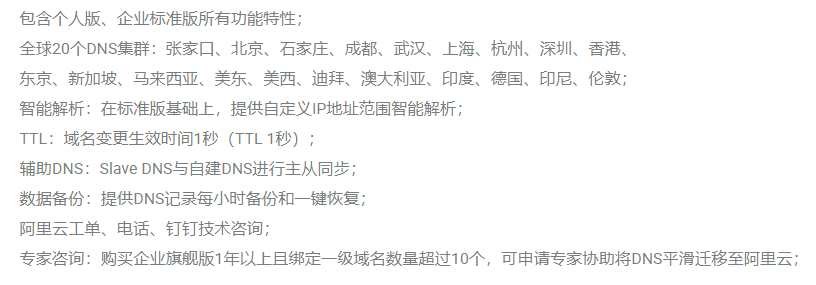 包含个人版、企业标准版所有功能特性；
全球20个DNS集群：张家口、北京、石家庄、成都、武汉、上海、杭州、深圳、香港、
东京、新加坡、马来西亚、美东、美西、迪拜、澳大利亚、印度、德国、印尼、伦敦；
智能解析：在标准版基础上，提供自定义IP地址范围智能解析；
TTL：域名变更生效时间1秒（TTL 1秒）；
辅助DNS：Slave DNS与自建DNS进行主从同步；
数据备份：提供DNS记录每小时备份和一键恢复；
阿里云工单、电话、钉钉技术咨询；
专家咨询：购买企业旗舰版1年以上且绑定一级域名数量超过10个，可申请专家协助将DNS平滑迁移至阿里云；